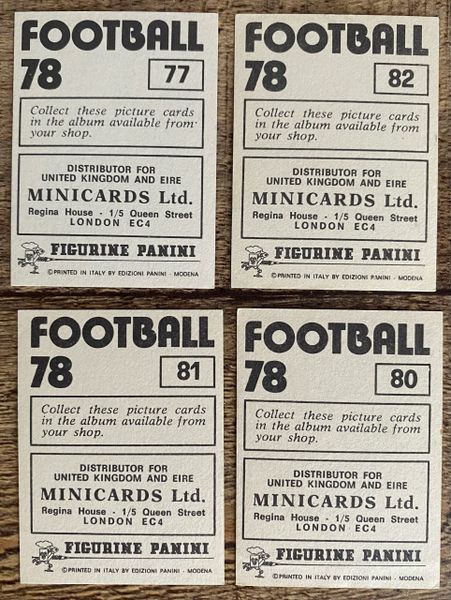 FOOTBALL
78 77
Collect these picture cards
in the album available from
your shop.
DISTRIBUTOR FOR
UNITED KINGDOM AND EIRE
MINICARDS Ltd.
Regina House - 1/5 Queen Street
LONDON EC4
FIGURINE PANINI
©PRINTED IN ITALY BY EDIZIONI PANINI - MODENA
FOOTBALL
78 82
Collect these picture cards
in the album available from
your shop.
DISTRIBUTOR FOR
UNITED KINGDOM AND EIRE
MINICARDS Ltd.
Regina House - 1/5 Queen Street
LONDON EC4
FIGURINE PANINI
©PRINTED IN ITALY BY EDIZIONI PANINI - MODENA
FOOTBALL
78 81
Collect these picture cards
in the album available from
your shop.
DISTRIBUTOR FOR
UNITED KINGDOM AND EIRE
MINICARDS Ltd.
Regina House - 1/5 Queen Street
LONDON EC4
FIGURINE PANINI
©PRINTED IN ITALY BY EDIZIONI PANINI - MODENA
FOOTBALL
78 80
Collect these picture cards
in the album available from
your shop.
DISTRIBUTOR FOR
UNITED KINGDOM AND EIRE
MINICARDS Ltd.
Regina House - 1/5 Queen Street
LONDON EC4
FIGURINE PANINI
©PRINTED IN ITALY BY EDIZIONI PANINI - MODENA